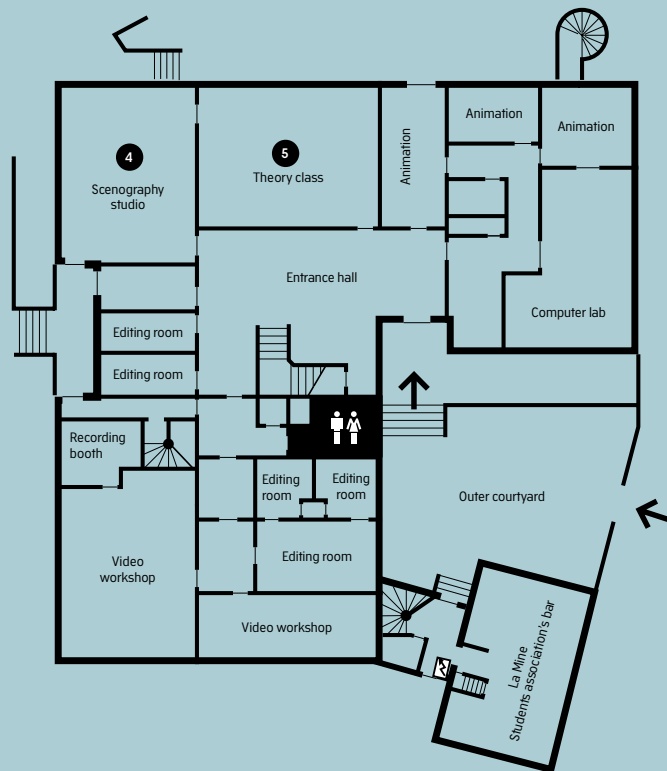 Animation
Animation
4
5
Animation
Theory class
Scenography
studio
Entrance hall
Computer lab
Editing room
Editing room
Recording
booth
Editing
room
Editing
room
Outer courtyard
Editing room
Video
workshop
Video workshop
La Mine
Students association's bar